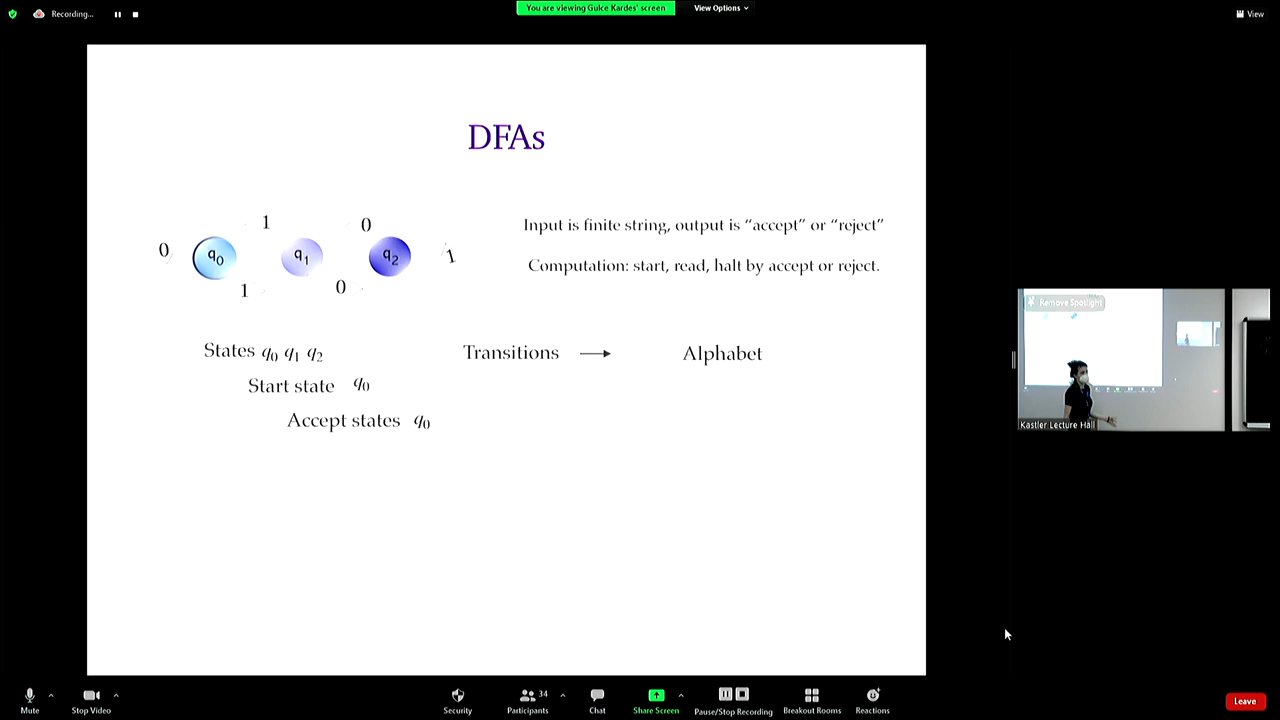 Recording...
You are viewing Gulce Kardes' screen
View Options
View
DFAs
1
0
0
q0
q1
q2
1
1
0
Input is finite string, output is “accept” or “reject”
Computation: start, read, halt by accept or reject.
States q0 q1 q2
Transitions → Alphabet
Start state q0
Accept states q0
Remove Spotlight
Kastler Lecture Hall
Mute
Stop Video
Security
34
Participants
Chat
Share Screen
Pause/Stop Recording
Breakout Rooms
Reactions
Leave